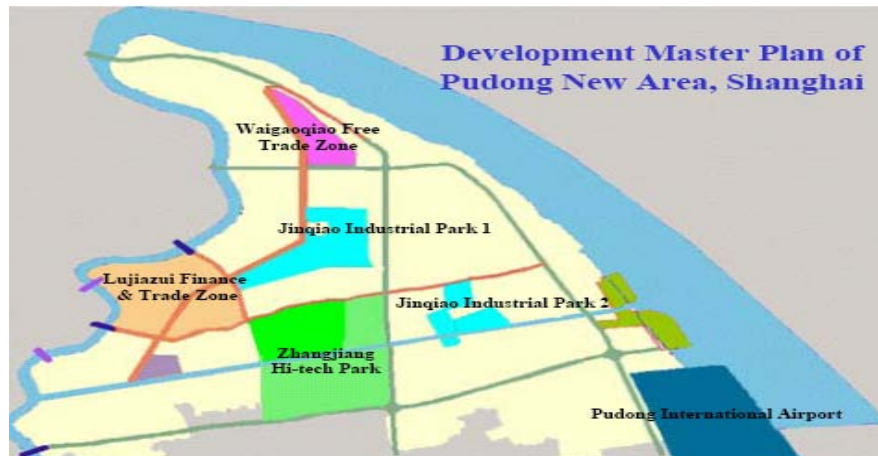 Development Master Plan of
Pudong New Area, Shanghai
Waigaoqiao Free
Trade Zone
Jinqiao Industrial Park 1
Lujiazui Finance
& Trade Zone
Jinqiao Industrial Park 2
Zhangjiang
Hi-tech Park
Pudong International Airport